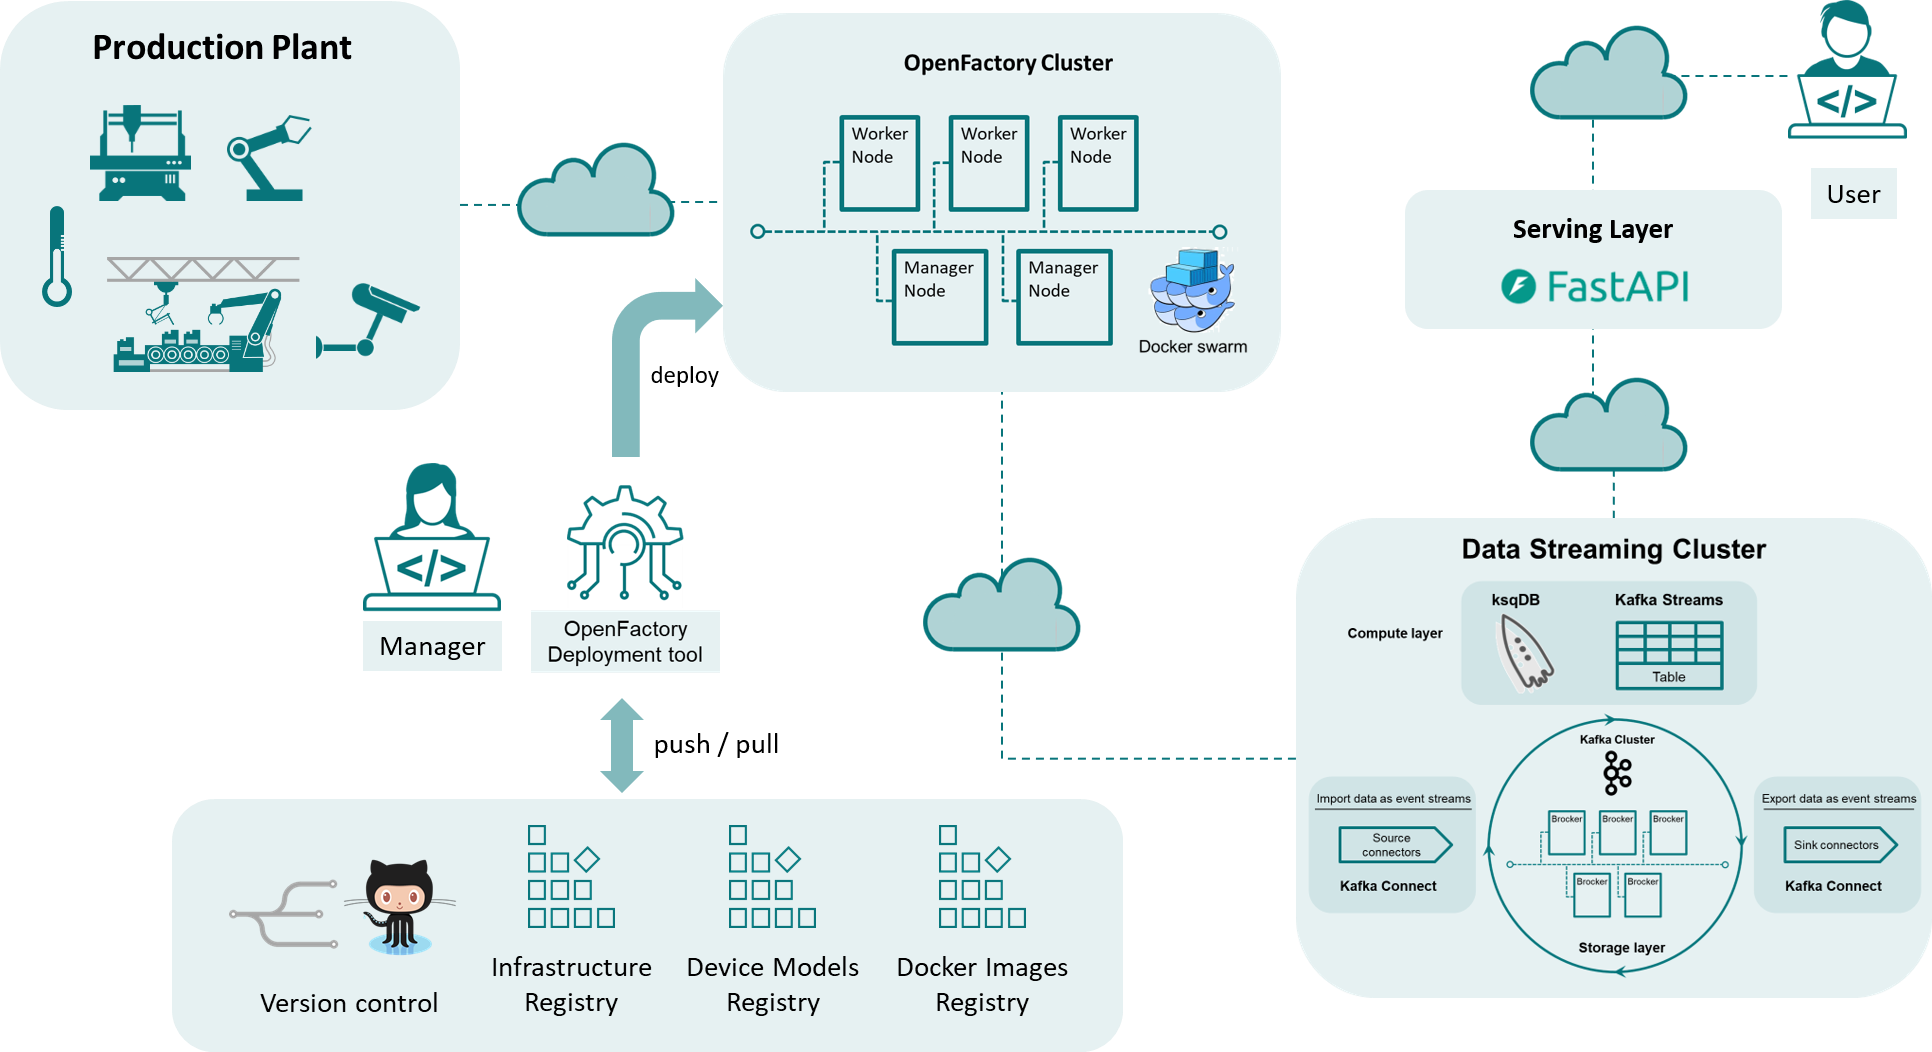 Production Plant
OpenFactory Cluster
Worker
Node
Worker
Node
Worker
Node
Manager
Node
Manager
Node
Docker swarm
deploy
</>
User
Serving Layer
FastAPI
</>
Manager
OpenFactory
Deployment tool
push / pull
Version control
Infrastructure
Registry
Device Models
Registry
Docker Images
Registry
Data Streaming Cluster
Compute layer
ksqDB
Kafka Streams
Table
Kafka Cluster
Import data as event streams
Source
connectors
Kafka Connect
Brocker
Brocker
Brocker
Brocker
Brocker
Storage layer
Export data as event streams
Sink connectors
Kafka Connect